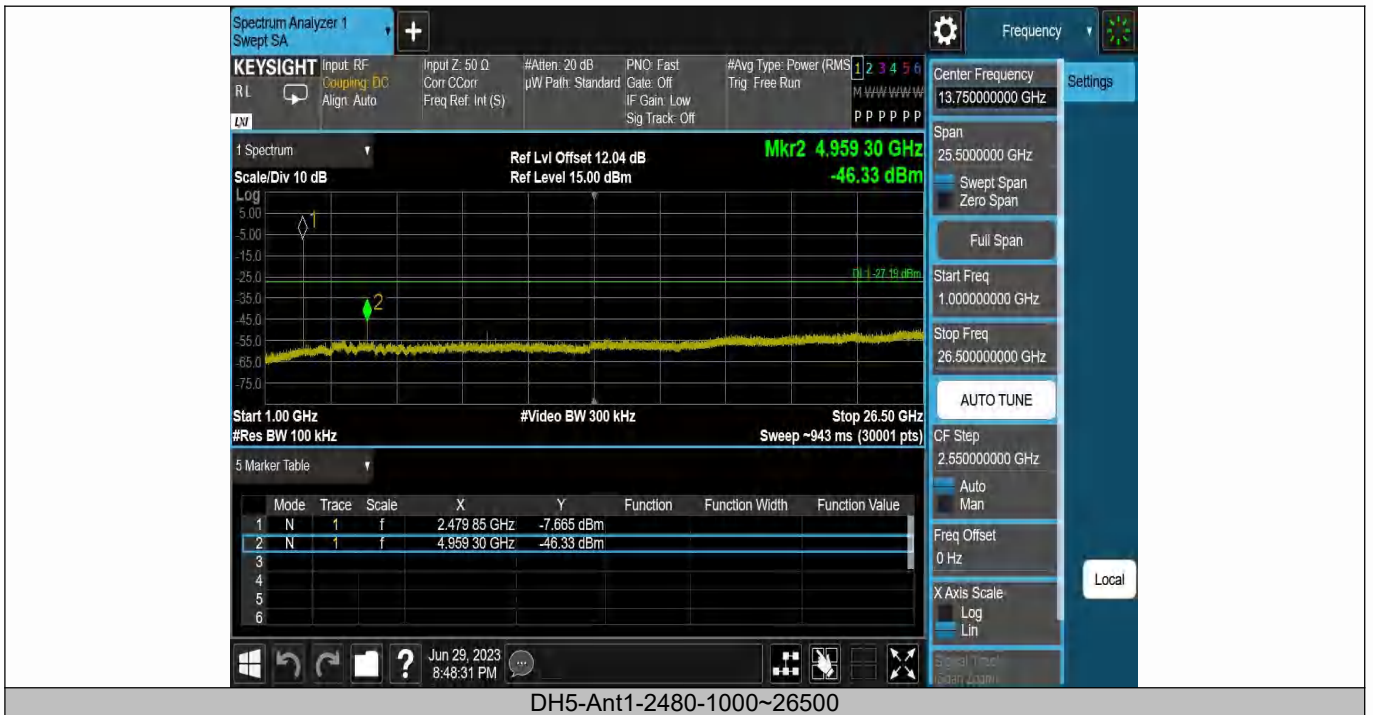 Spectrum Analyzer 1
Swept SA
+
Frequency
KEYSIGHT
RL
LXI
Input: RF
Coupling: DC
Align: Auto
Input Z: 50 Ω
Corr CCorr
Freq Ref: Int (S)
#Atten: 20 dB
µW Path: Standard
PNO: Fast
Gate: Off
IF Gain: Low
Sig Track: Off
#Avg Type: Power (RMS
Trig: Free Run
1 2 3 4 5 6
M W W W W W
P P P P P P
1 Spectrum
Scale/Div 10 dB
Ref Lvl Offset 12.04 dB
Ref Level 15.00 dBm
Mkr2 4.959 30 GHz
-46.33 dBm
Log
5.00
-5.00
-15.0
-25.0
-35.0
-45.0
-55.0
-65.0
-75.0
1
2
DL1 -27.19 dBm
Start 1.00 GHz
#Video BW 300 kHz
Stop 26.50 GHz
#Res BW 100 kHz
Sweep ~943 ms (30001 pts)
5 Marker Table
Mode Trace Scale X Y Function Function Width Function Value
1 N 1 f 2.479 85 GHz -7.665 dBm
2 N 1 f 4.959 30 GHz -46.33 dBm
3
4
5
6
Jun 29, 2023
8:48:31 PM
Center Frequency
13.750000000 GHz
Settings
Span
25.5000000 GHz
Swept Span
Zero Span
Full Span
Start Freq
1.000000000 GHz
Stop Freq
26.500000000 GHz
AUTO TUNE
CF Step
2.550000000 GHz
Auto
Man
Freq Offset
0 Hz
X Axis Scale
Log
Lin
Local
Signal Track
(Span Zoom)
DH5-Ant1-2480-1000~26500